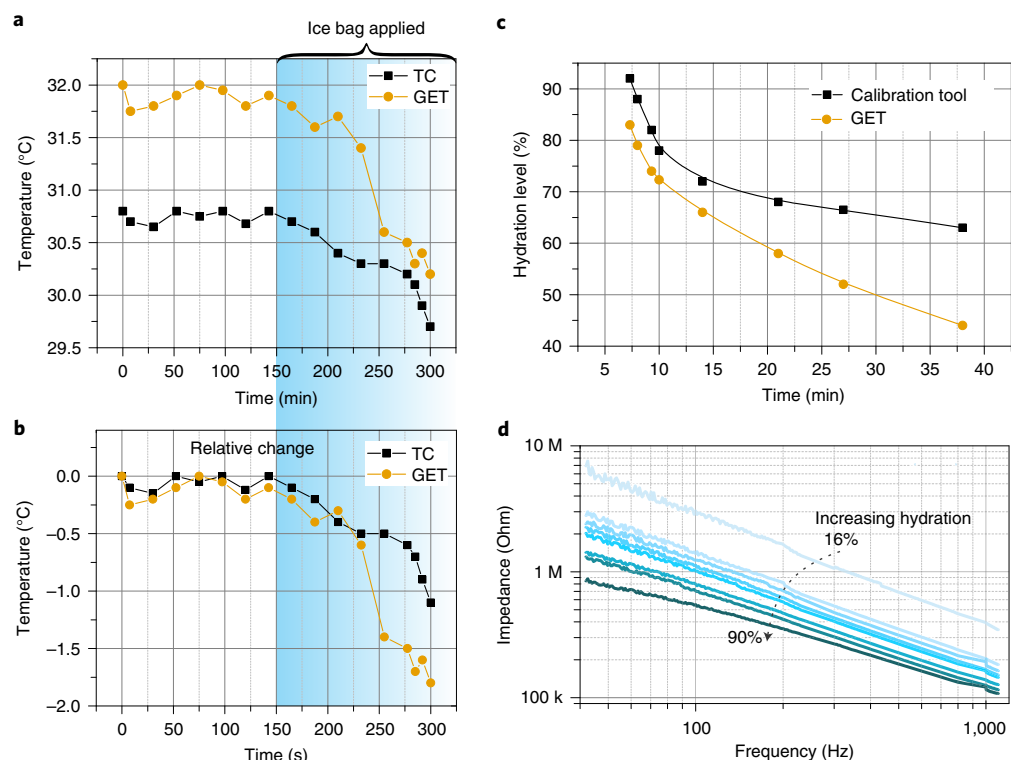 a
Ice bag applied
TC
GET
32.0
31.5
31.0
30.5
30.0
29.5
Temperature (°C)
0 50 100 150 200 250 300
Time (min)
b
Relative change
TC
GET
0.0
–0.5
–1.0
–1.5
–2.0
Temperature (°C)
0 50 100 150 200 250 300
Time (s)
c
Calibration tool
GET
90
80
70
60
50
40
Hydration level (%)
5 10 15 20 25 30 35 40
Time (min)
d
10 M
1 M
100 k
Impedance (Ohm)
Increasing hydration
16%
90%
100 1,000
Frequency (Hz)